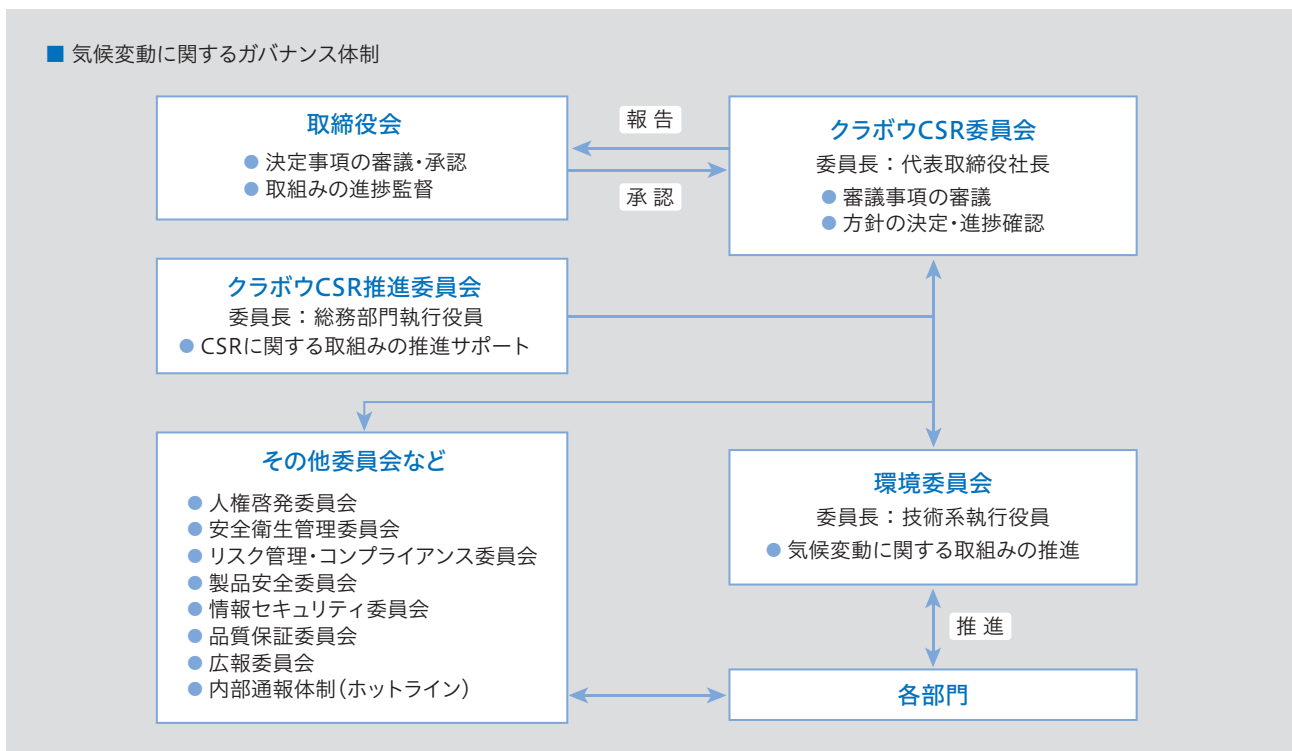 ■ 気候変動に関するガバナンス体制
取締役会
● 決定事項の審議・承認
● 取組みの進捗監督
報告
承認
クラボウCSR委員会
委員長：代表取締役社長
● 審議事項の審議
● 方針の決定・進捗確認
クラボウCSR推進委員会
委員長：総務部門執行役員
● CSRに関する取組みの推進サポート
その他委員会など
● 人権啓発委員会
● 安全衛生管理委員会
● リスク管理・コンプライアンス委員会
● 製品安全委員会
● 情報セキュリティ委員会
● 品質保証委員会
● 広報委員会
● 内部通報体制（ホットライン）
環境委員会
委員長：技術系執行役員
● 気候変動に関する取組みの推進
推進
各部門